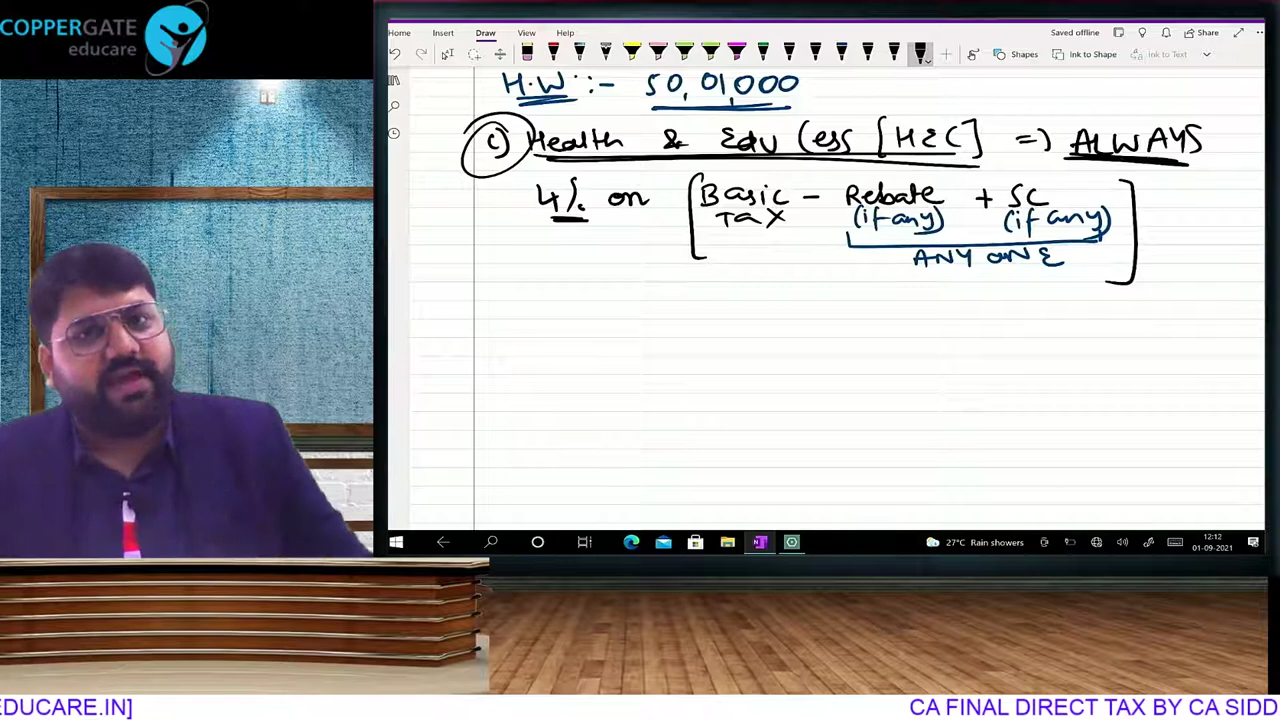 COPPERGATE
educare
Home Insert Draw View Help
Saved offline
Share
Shapes
Ink to Shape
Ink to Text
H.W :- 50,01,000
C) Health & Edu Cess [HEC] => ALWAYS
4% on [Basic Tax - Rebate (if any) + SC (if any)]
ANY ONE
27°C Rain showers
12:12
01-09-2021
EDUCARE.IN]
CA FINAL DIRECT TAX BY CA SIDD